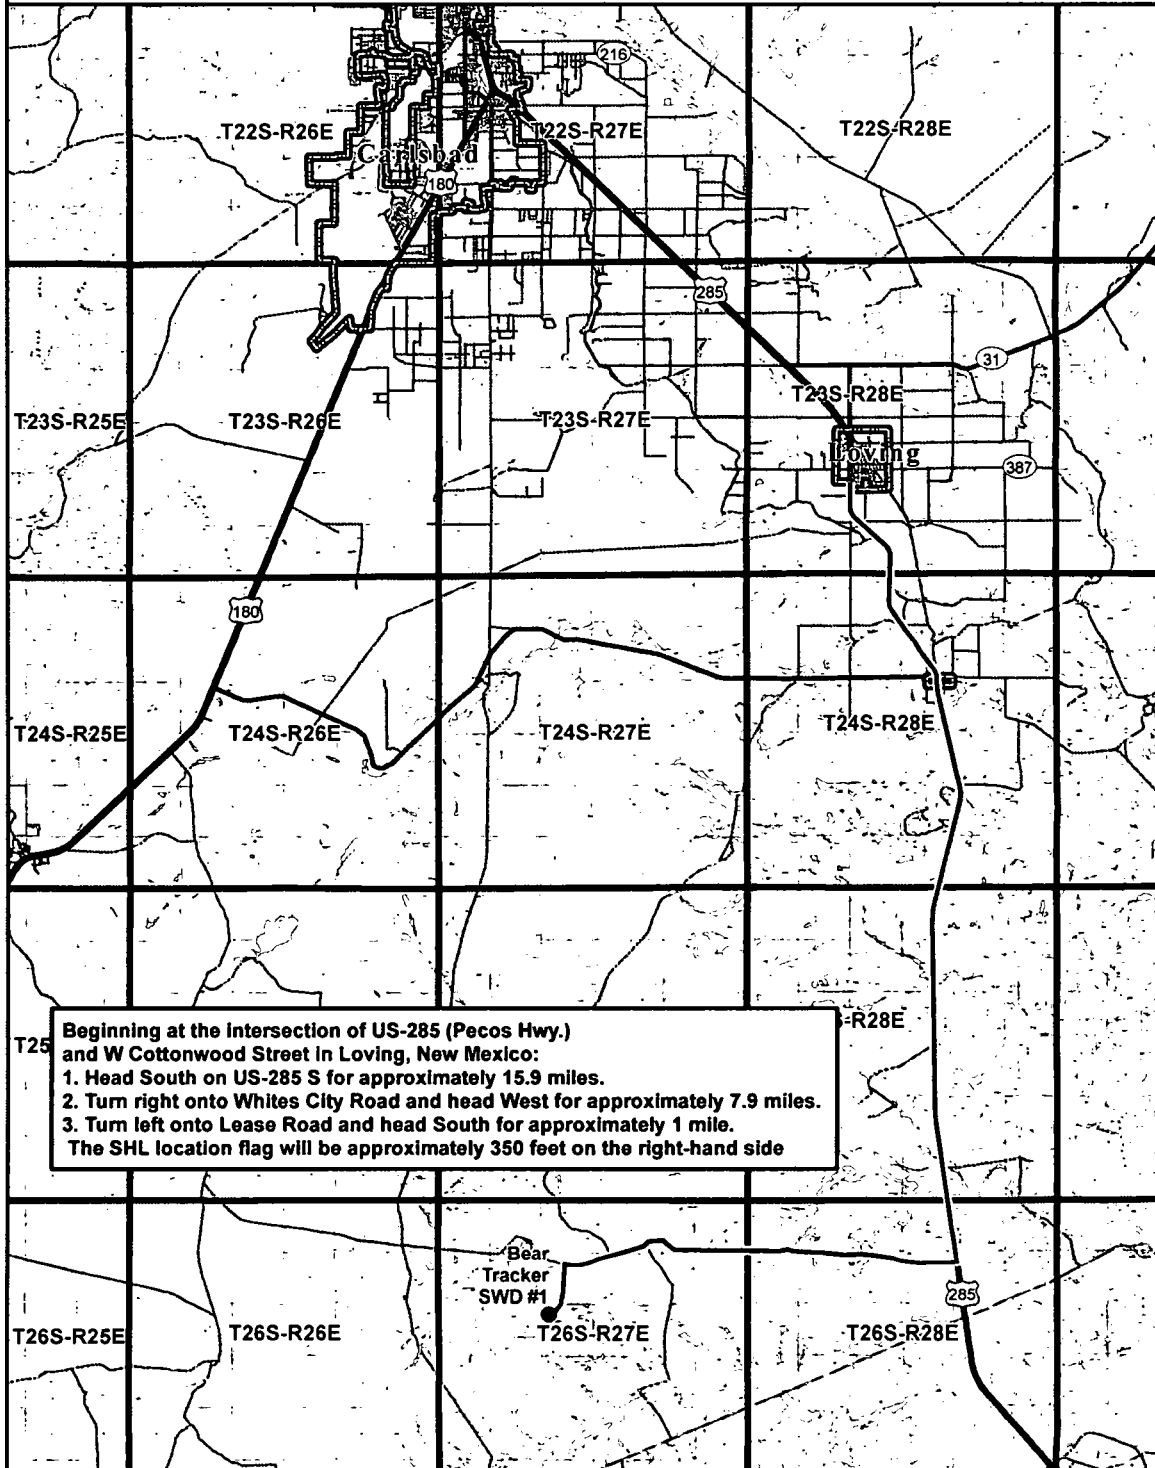 216
T22S-R26E
T22S-R27E
T22S-R28E
Carlsbad
180
285
31
T23S-R25E
T23S-R26E
T23S-R27E
T23S-R28E
Loving
387
180
T24S-R25E
T24S-R26E
T24S-R27E
T24S-R28E
T25
S-R28E
Beginning at the intersection of US-285 (Pecos Hwy.)
and W Cottonwood Street in Loving, New Mexico:
1. Head South on US-285 S for approximately 15.9 miles.
2. Turn right onto Whites City Road and head West for approximately 7.9 miles.
3. Turn left onto Lease Road and head South for approximately 1 mile.
The SHL location flag will be approximately 350 feet on the right-hand side
Bear
Tracker
SWD #1
285
T26S-R25E
T26S-R26E
T26S-R27E
T26S-R28E